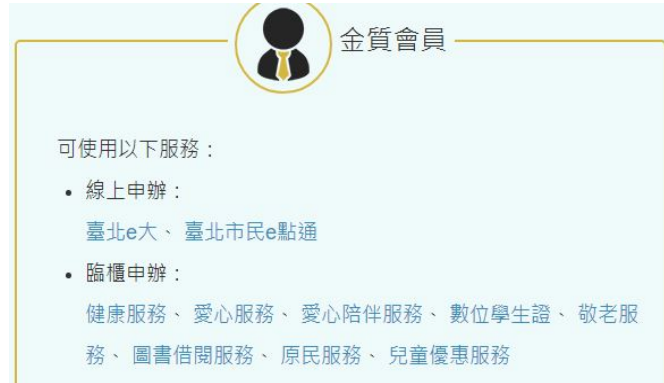 金質會員
可使用以下服務：
• 線上申辦：
臺北e大、 臺北市民e點通
• 臨櫃申辦：
健康服務、 愛心服務、 愛心陪伴服務、 數位學生證、 敬老服
務、 圖書借閱服務、 原民服務、 兒童優惠服務